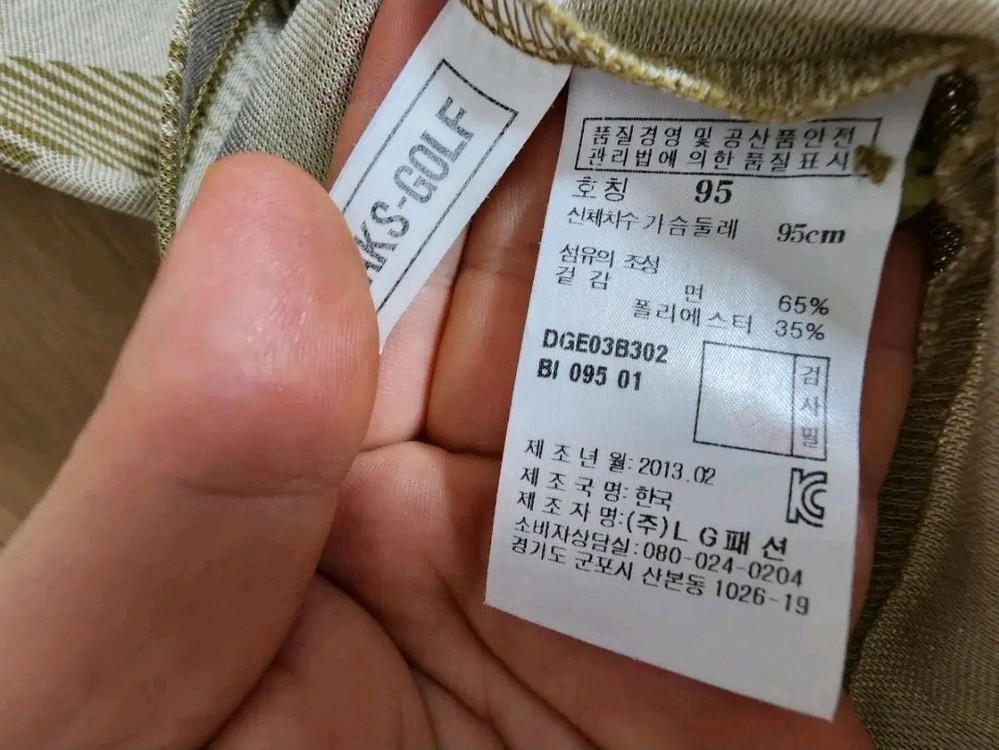 KS-GOLF
품질경영 및 공산품안전
관리법에 의한 품질표시
호칭 95
신체치수 가슴둘레 95cm
섬유의 조성
겉감
면 65%
폴리에스터 35%
DGE03B302
BI 095 01
검사필
제조년월: 2013.02
제조국명: 한국
제조자명: (주)LG패션
소비자상담실: 080-024-0204
경기도 군포시 산본동 1026-19